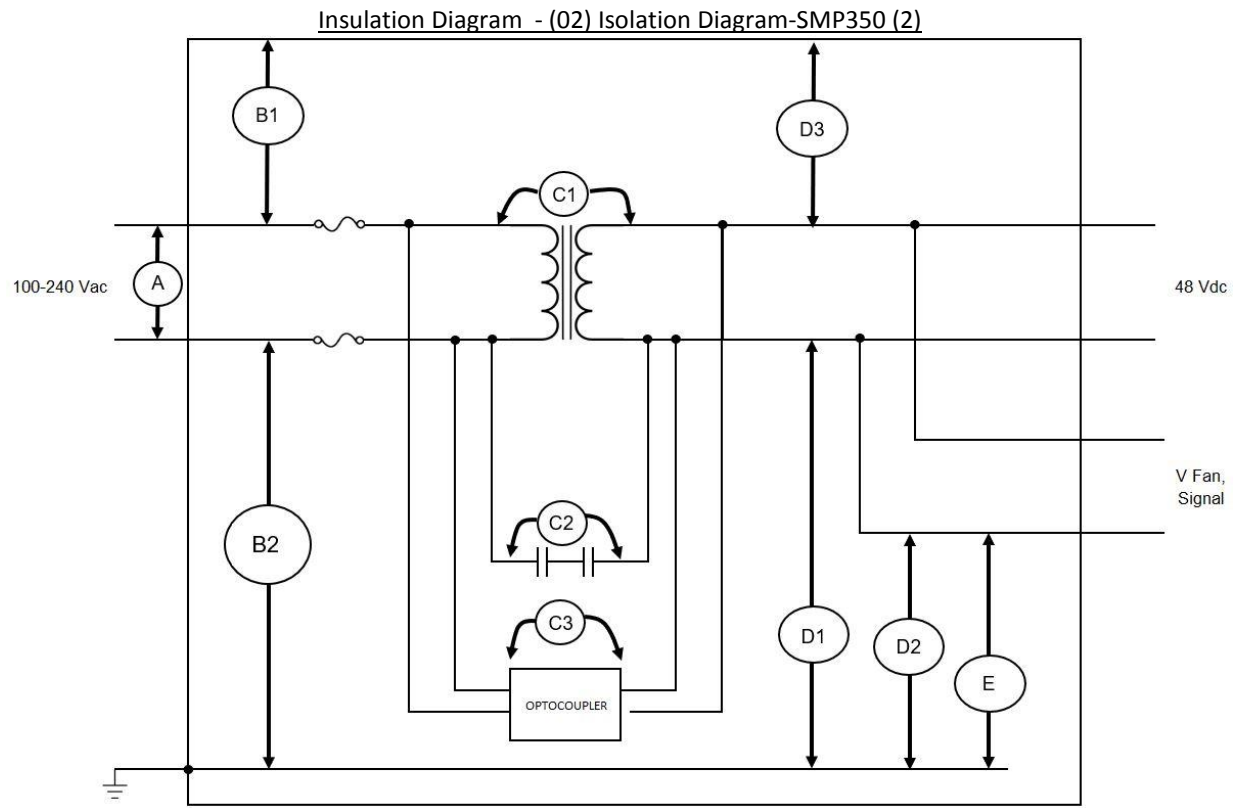 Insulation Diagram - (02) Isolation Diagram-SMP350 (2)
B1
D3
C1
100-240 Vac
A
48 Vdc
V Fan,
Signal
C2
B2
C3
D1
D2
E
OPTOCOUPLER